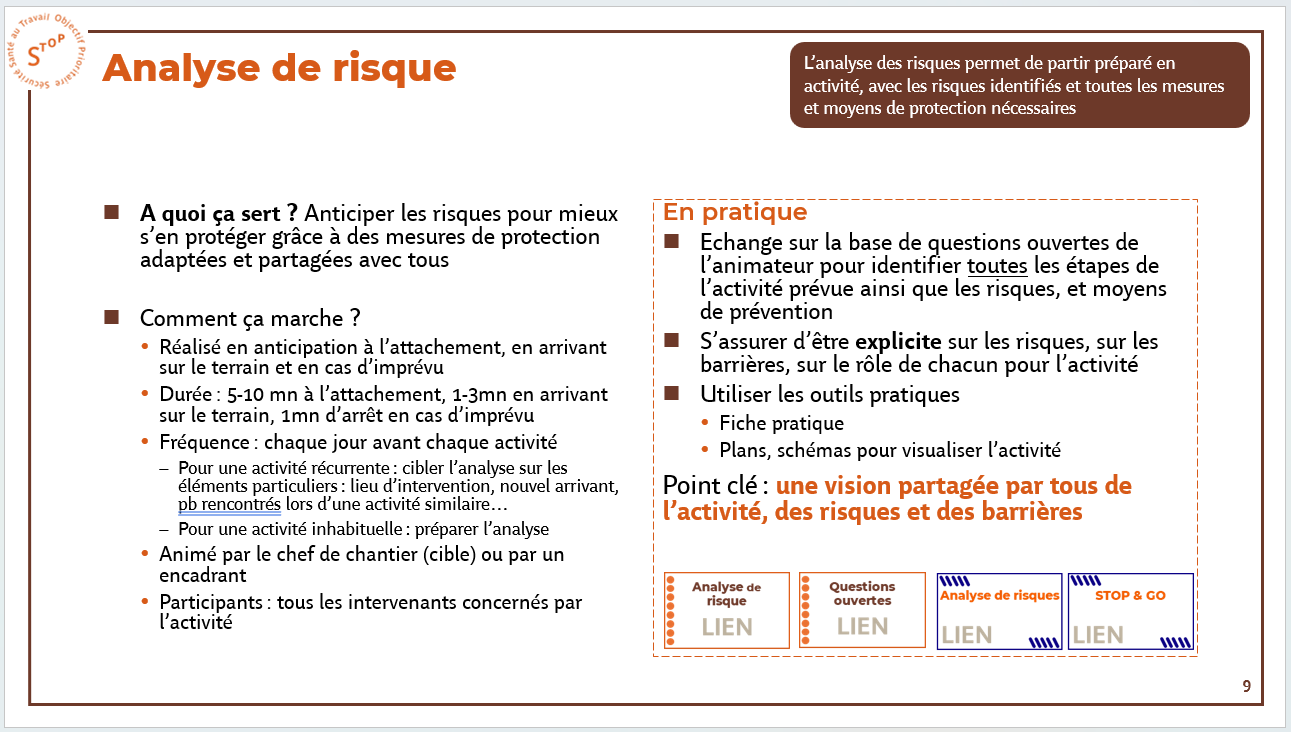 Santé au Travail Objectif Prioritaire Sécurité
STOP
Analyse de risque
L’analyse des risques permet de partir préparé en
activité, avec les risques identifiés et toutes les mesures
et moyens de protection nécessaires
A quoi ça sert ? Anticiper les risques pour mieux
s’en protéger grâce à des mesures de protection
adaptées et partagées avec tous
Comment ça marche ?
Réalisé en anticipation à l’attachement, en arrivant
sur le terrain et en cas d’imprévu
Durée : 5-10 mn à l’attachement, 1-3mn en arrivant
sur le terrain, 1mn d’arrêt en cas d’imprévu
Fréquence : chaque jour avant chaque activité
– Pour une activité récurrente : cibler l’analyse sur les
éléments particuliers : lieu d’intervention, nouvel arrivant,
pb rencontrés lors d’une activité similaire…
– Pour une activité inhabituelle : préparer l’analyse
Animé par le chef de chantier (cible) ou par un
encadrant
Participants : tous les intervenants concernés par
l’activité
En pratique
Echange sur la base de questions ouvertes de
l’animateur pour identifier toutes les étapes de
l’activité prévue ainsi que les risques, et moyens
de prévention
S’assurer d’être explicite sur les risques, sur les
barrières, sur le rôle de chacun pour l’activité
Utiliser les outils pratiques
Fiche pratique
Plans, schémas pour visualiser l’activité
Point clé : une vision partagée par tous de
l’activité, des risques et des barrières
Analyse de
risque
LIEN
Questions
ouvertes
LIEN
Analyse de risques
LIEN
STOP & GO
LIEN
9